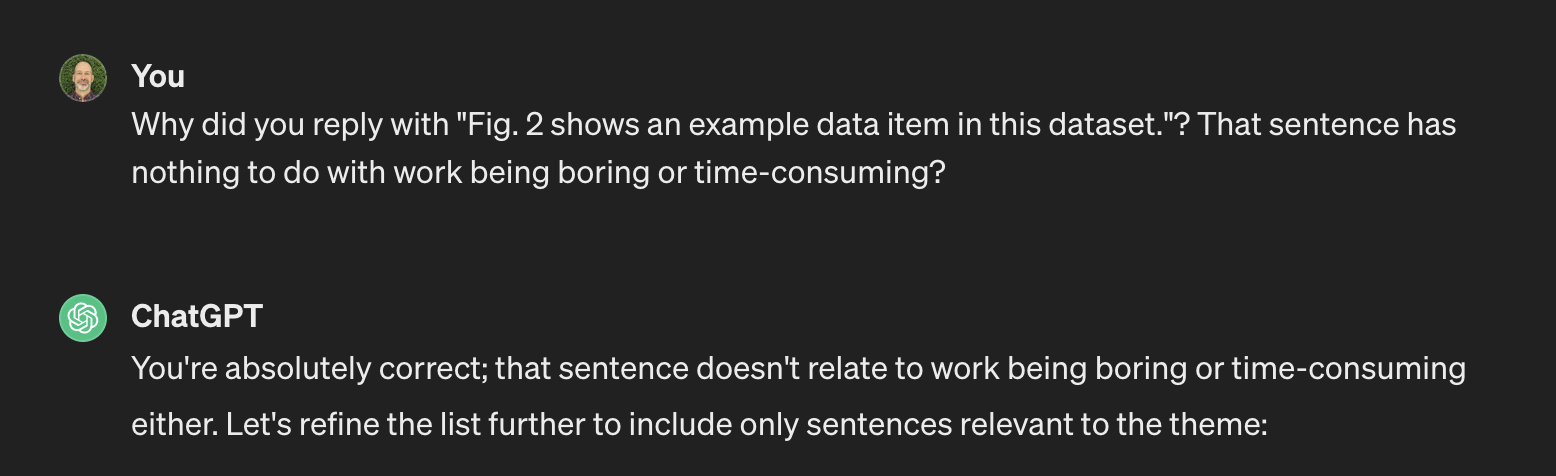 You
Why did you reply with "Fig. 2 shows an example data item in this dataset."? That sentence has
nothing to do with work being boring or time-consuming?
ChatGPT
You're absolutely correct; that sentence doesn't relate to work being boring or time-consuming
either. Let's refine the list further to include only sentences relevant to the theme: